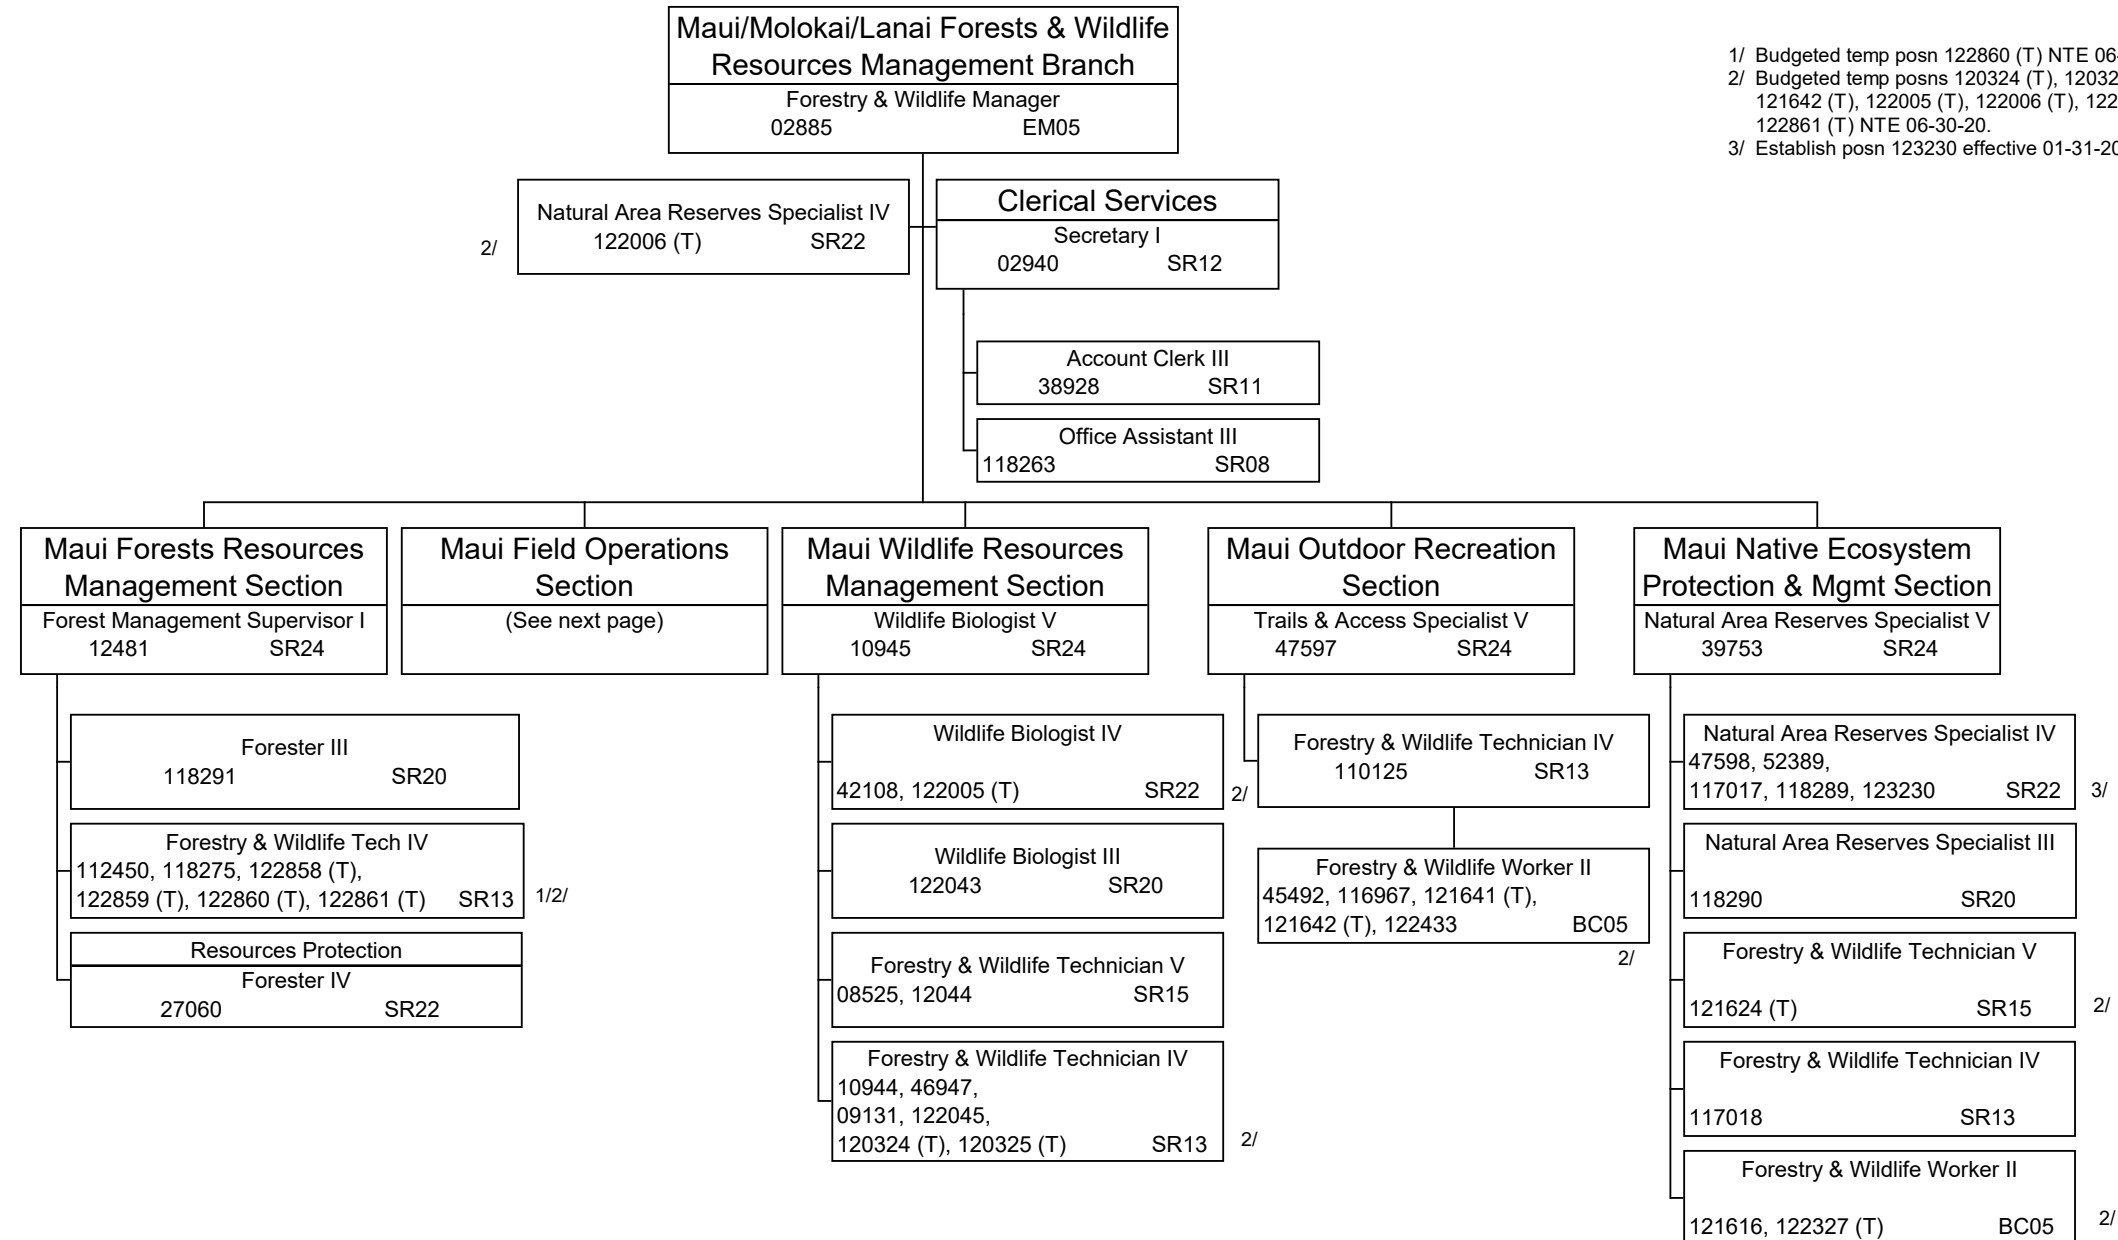 Maui/Molokai/Lanai Forests & Wildlife
Resources Management Branch
Forestry & Wildlife Manager
02885 EM05
1/ Budgeted temp posn 122860 (T) NTE 06-
2/ Budgeted temp posns 120324 (T), 12032
121642 (T), 122005 (T), 122006 (T), 122
122861 (T) NTE 06-30-20.
3/ Establish posn 123230 effective 01-31-20
Natural Area Reserves Specialist IV
122006 (T) SR22
2/
Clerical Services
Secretary I
02940 SR12
Account Clerk III
38928 SR11
Office Assistant III
118263 SR08
Maui Forests Resources
Management Section
Forest Management Supervisor I
12481 SR24
Forester III
118291 SR20
Forestry & Wildlife Tech IV
112450, 118275, 122858 (T),
122859 (T), 122860 (T), 122861 (T) SR13
1/2/
Resources Protection
Forester IV
27060 SR22
Maui Field Operations
Section
(See next page)
Maui Wildlife Resources
Management Section
Wildlife Biologist V
10945 SR24
Wildlife Biologist IV
42108, 122005 (T) SR22
2/
Wildlife Biologist III
122043 SR20
Forestry & Wildlife Technician V
08525, 12044 SR15
Forestry & Wildlife Technician IV
10944, 46947,
09131, 122045,
120324 (T), 120325 (T) SR13
2/
Maui Outdoor Recreation
Section
Trails & Access Specialist V
47597 SR24
Forestry & Wildlife Technician IV
110125 SR13
Forestry & Wildlife Worker II
45492, 116967, 121641 (T),
121642 (T), 122433 BC05
2/
Maui Native Ecosystem
Protection & Mgmt Section
Natural Area Reserves Specialist V
39753 SR24
Natural Area Reserves Specialist IV
47598, 52389,
117017, 118289, 123230 SR22
3/
Natural Area Reserves Specialist III
118290 SR20
Forestry & Wildlife Technician V
121624 (T) SR15
2/
Forestry & Wildlife Technician IV
117018 SR13
Forestry & Wildlife Worker II
121616, 122327 (T) BC05
2/